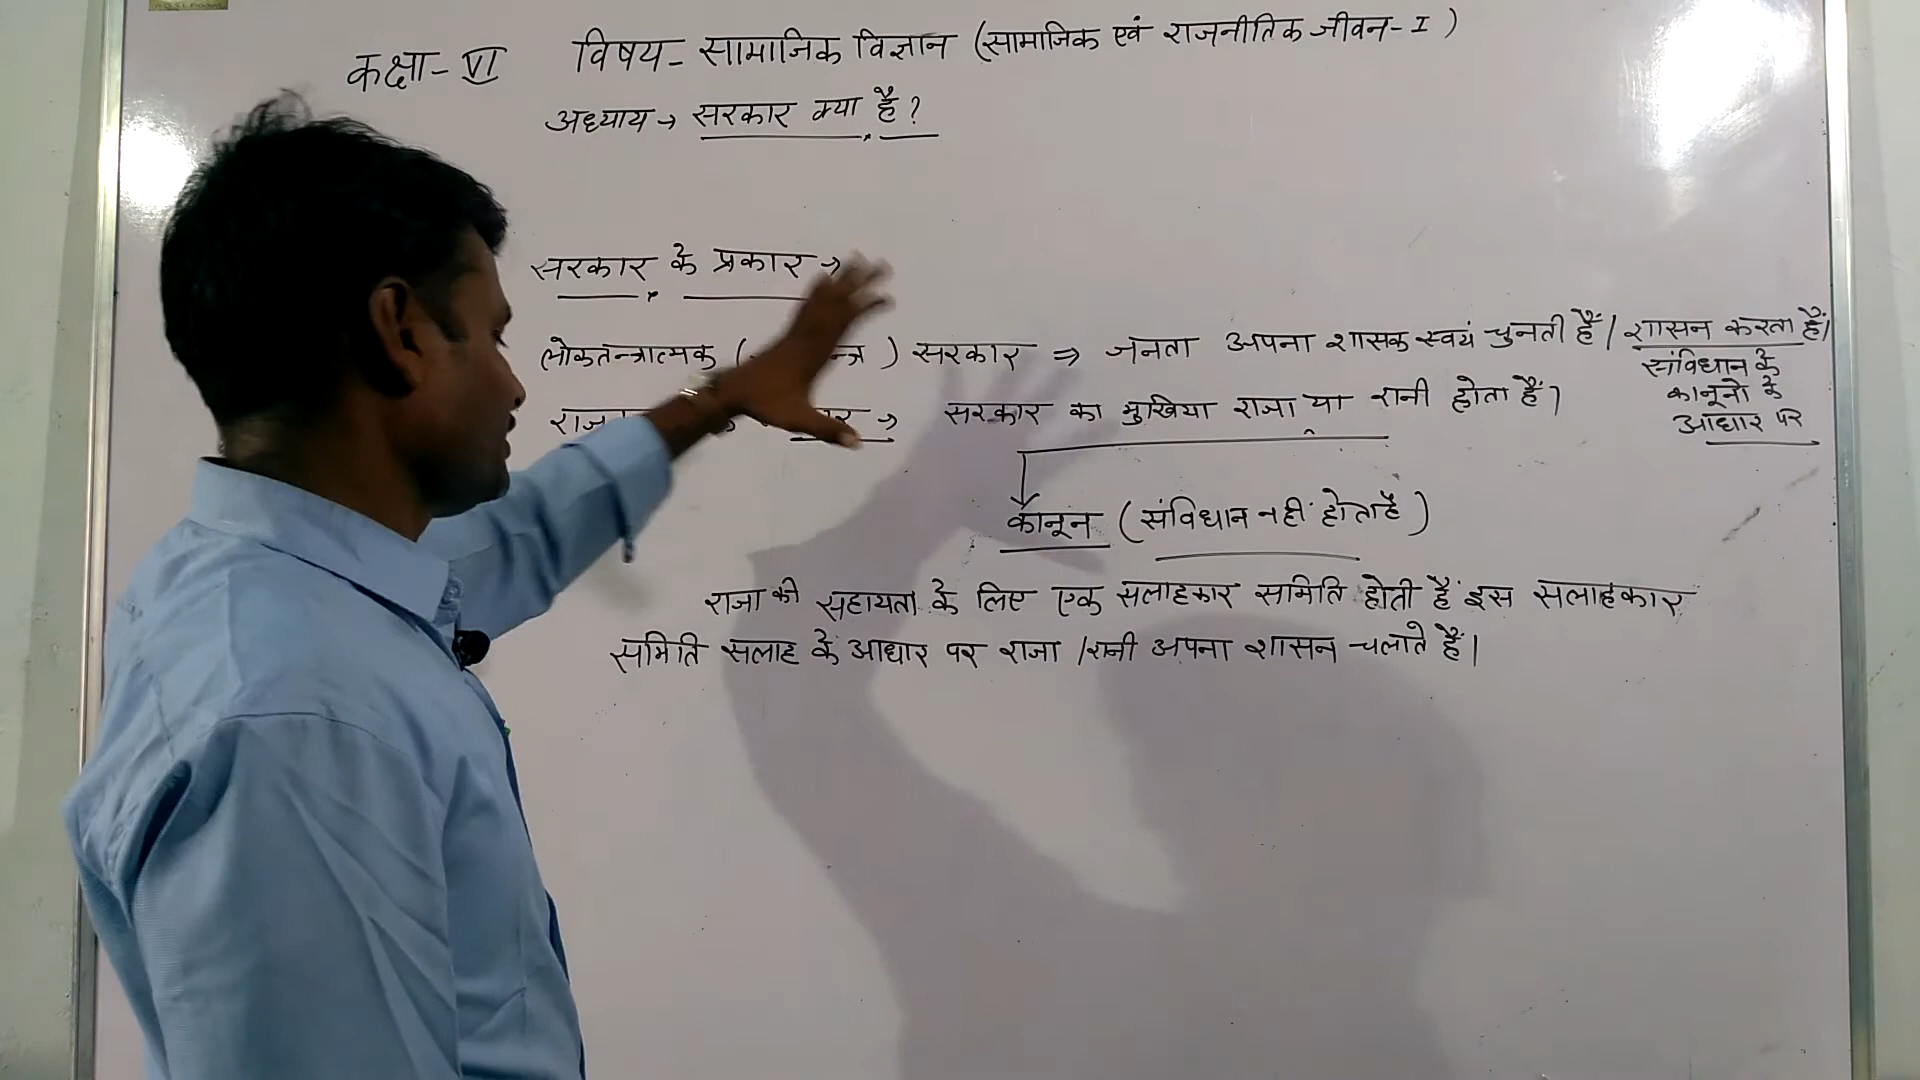 कक्षा- VI विषय- सामाजिक विज्ञान (सामाजिक एवं राजनीतिक जीवन- I )
अध्याय → सरकार क्या है ?
सरकार के प्रकार →
लोकतन्त्रात्मक ( न्त्र ) सरकार ⇒ जनता अपना शासक स्वयं चुनती हैं। शासन करता हैं।
संविधान के
कानूनो के
आधार पर
राज → सरकार का मुखिया राजा या रानी होता हैं।
कानून (संविधान नहीं होता है )
राजा की सहायता के लिए एक सलाहकार समिति होती हैं इस सलाहकार
समिति सलाह के आधार पर राजा /रानी अपना शासन चलाते हैं।